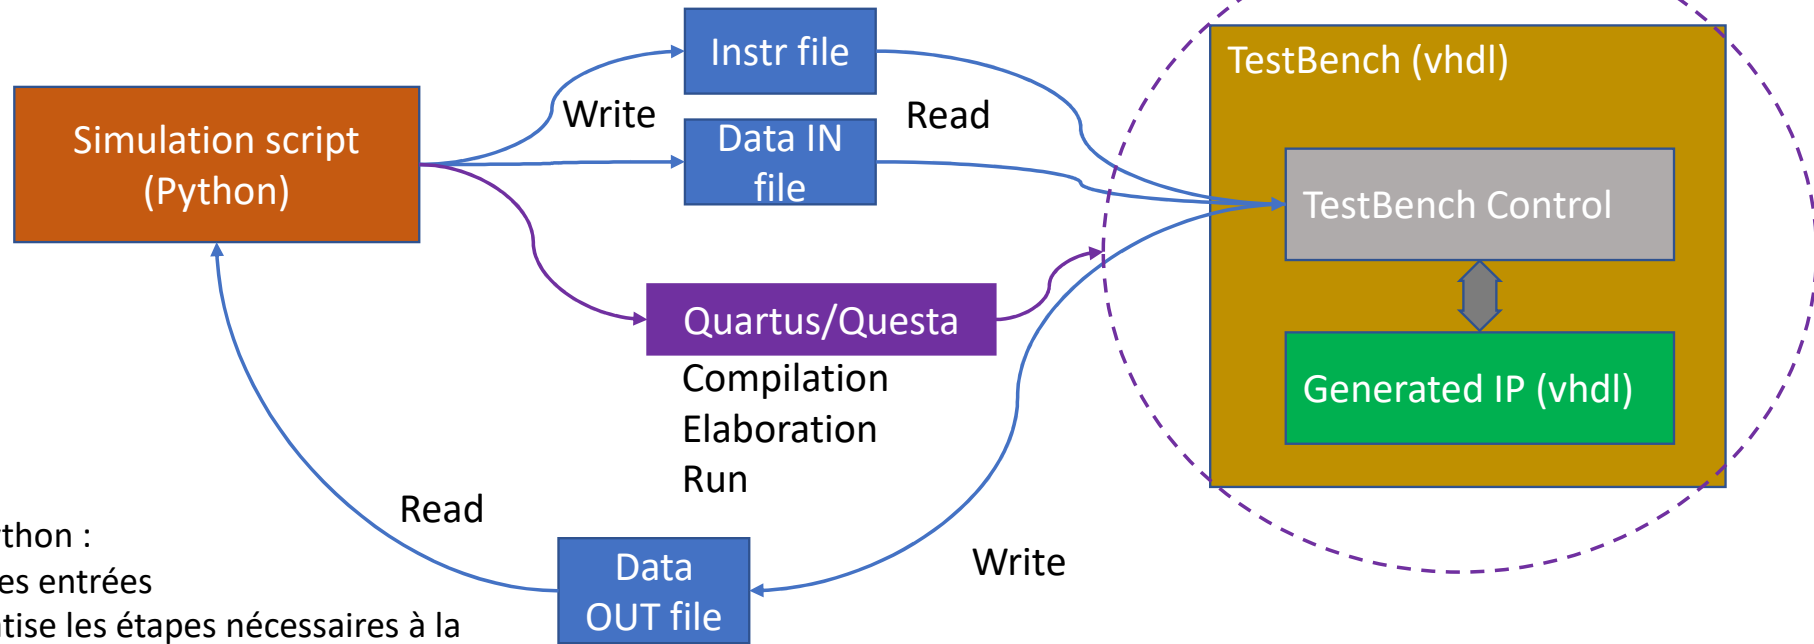 Instr file
TestBench (vhdl)
Write
Read
Simulation script
(Python)
Data IN
file
TestBench Control
Quartus/Questa
Generated IP (vhdl)
Compilation
Elaboration
Run
Read
Write
Data
OUT file
thon :
es entrées
tise les étapes nécessaires à la